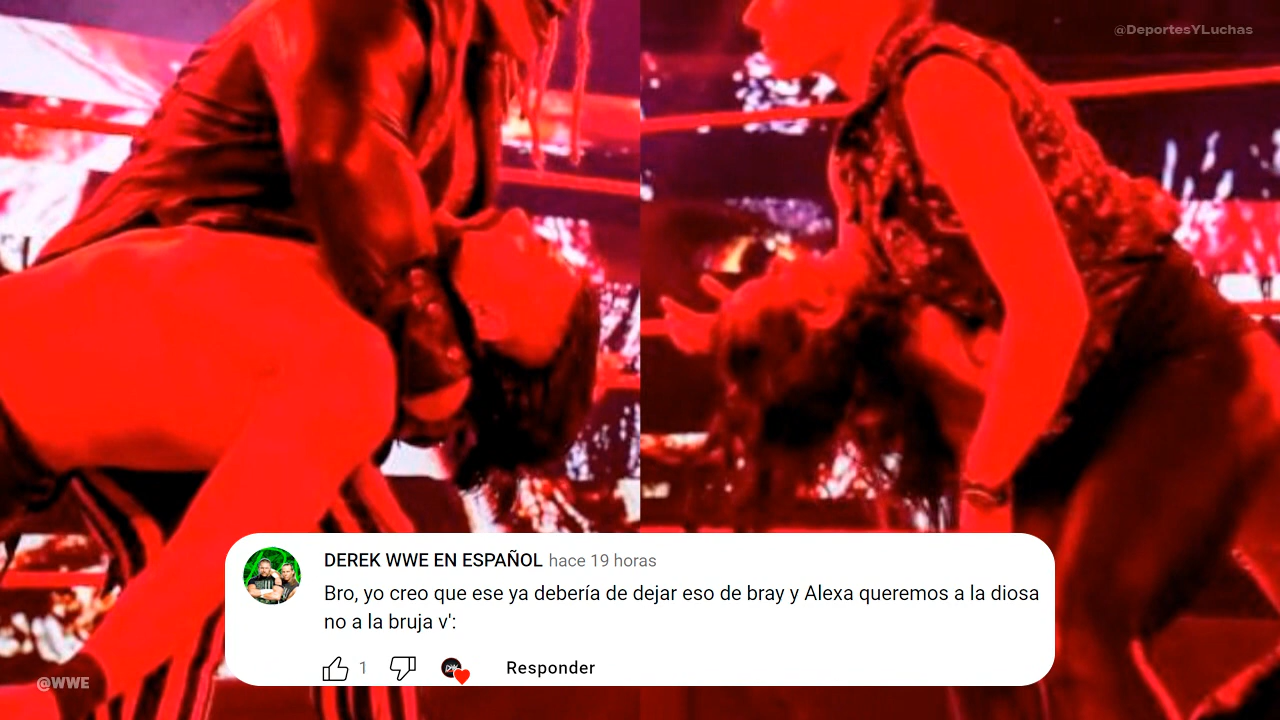 @DeportesYLuchas
DEREK WWE EN ESPAÑOL hace 19 horas
Bro, yo creo que ese ya debería de dejar eso de bray y Alexa queremos a la diosa
no a la bruja v':
1
Responder
@WWE